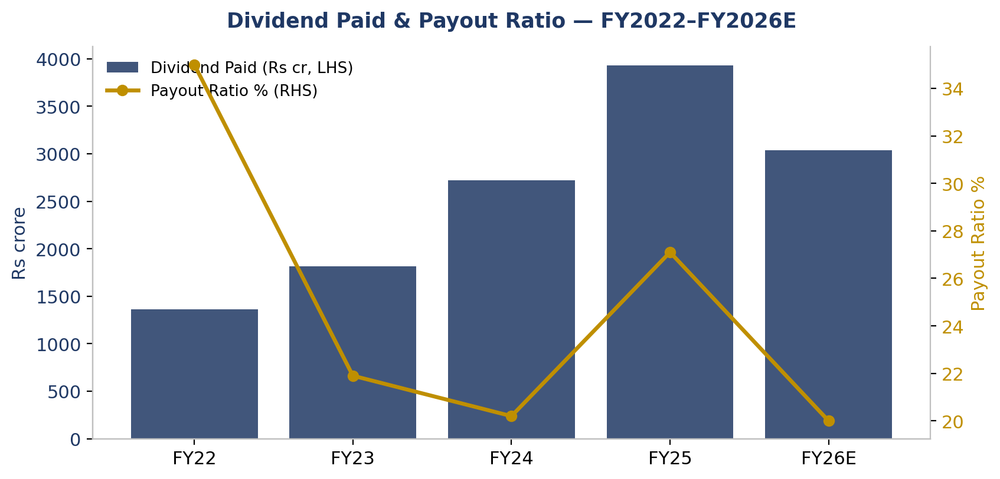 Dividend Paid & Payout Ratio — FY2022–FY2026E
Dividend Paid (Rs cr, LHS)
Payout Ratio % (RHS)
Rs crore
4000
3500
3000
2500
2000
1500
1000
500
0
34
32
30
28
26
24
22
20
Payout Ratio %
FY22 FY23 FY24 FY25 FY26E